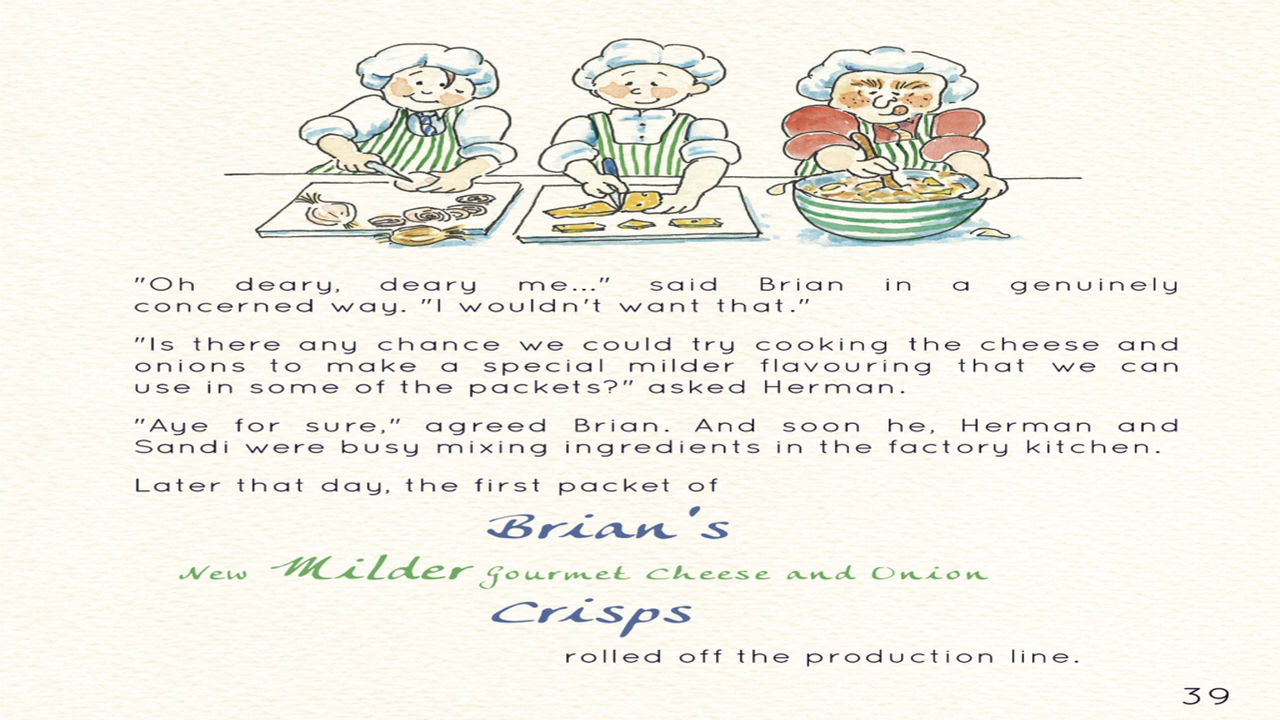 "Oh deary, deary me..." said Brian in a genuinely
concerned way. "I wouldn't want that."
"Is there any chance we could try cooking the cheese and
onions to make a special milder flavouring that we can
use in some of the packets?" asked Herman.
"Aye for sure," agreed Brian. And soon he, Herman and
Sandi were busy mixing ingredients in the factory kitchen.
Later that day, the first packet of
Brian's
New Milder Gourmet Cheese and Onion
Crisps
rolled off the production line.
39